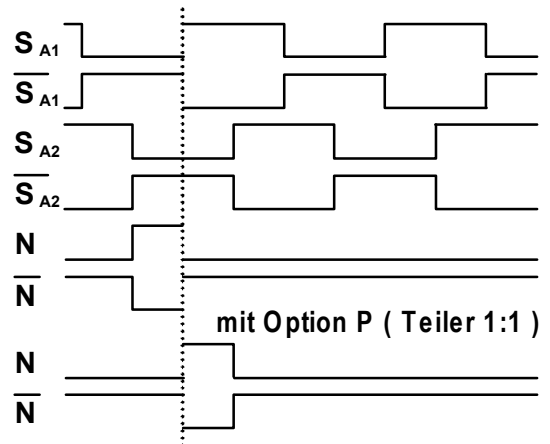 S A1
S̅ A1
S A2
S̅ A2
N
N̅
mit Option P ( Teiler 1:1 )
N
N̅